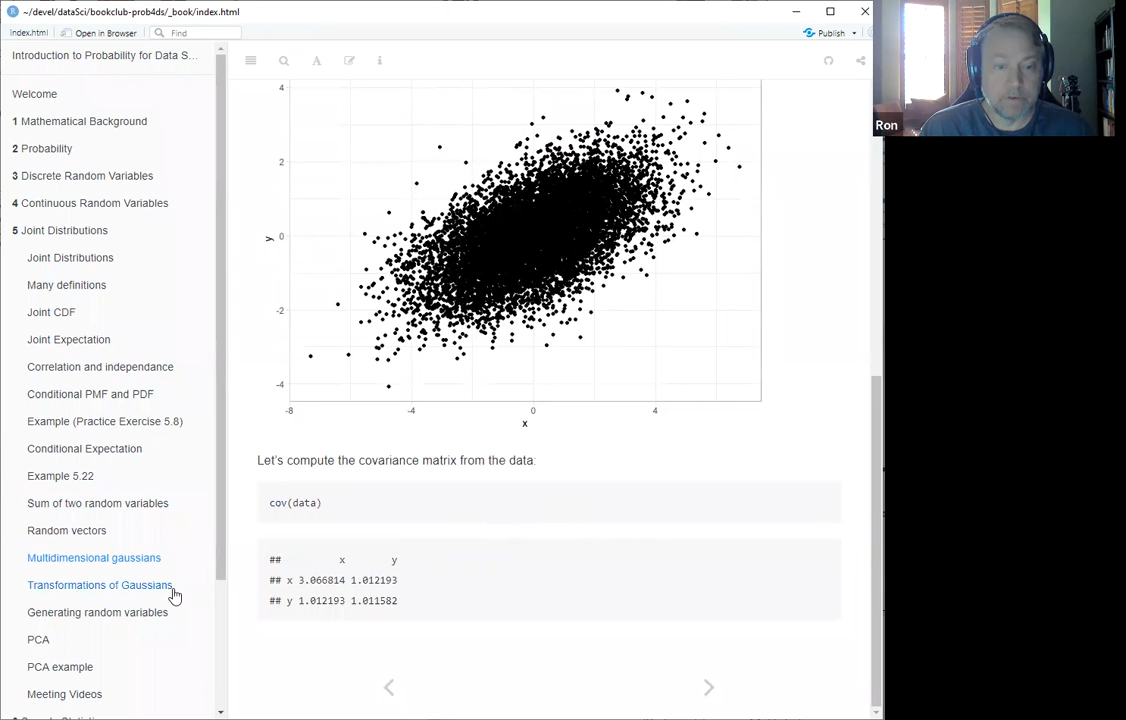 ~/devel/dataSci/bookclub-prob4ds/_book/index.html
Index.html
Open in Browser
Find
Publish
Introduction to Probability for Data S…
Welcome
1 Mathematical Background
2 Probability
3 Discrete Random Variables
4 Continuous Random Variables
5 Joint Distributions
Joint Distributions
Many definitions
Joint CDF
Joint Expectation
Correlation and independance
Conditional PMF and PDF
Example (Practice Exercise 5.8)
Conditional Expectation
Example 5.22
Sum of two random variables
Random vectors
Multidimensional gaussians
Transformations of Gaussians
Generating random variables
PCA
PCA example
Meeting Videos
4
2
0
-2
-4
y
-8
-4
0
4
x
Let's compute the covariance matrix from the data:
cov(data)
## x y
## x 3.066814 1.012193
## y 1.012193 1.011582
Ron